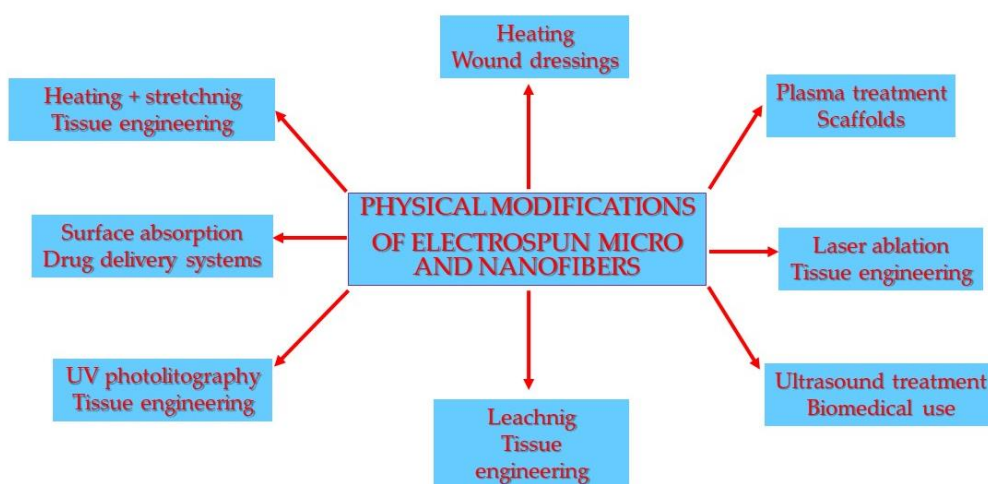 Heating
Wound dressings
Heating + stretchnig
Tissue engineering
Plasma treatment
Scaffolds
PHYSICAL MODIFICATIONS
OF ELECTROSPUN MICRO
AND NANOFIBERS
Surface absorption
Drug delivery systems
Laser ablation
Tissue engineering
UV photolitography
Tissue engineering
Leachnig
Tissue
engineering
Ultrasound treatment
Biomedical use